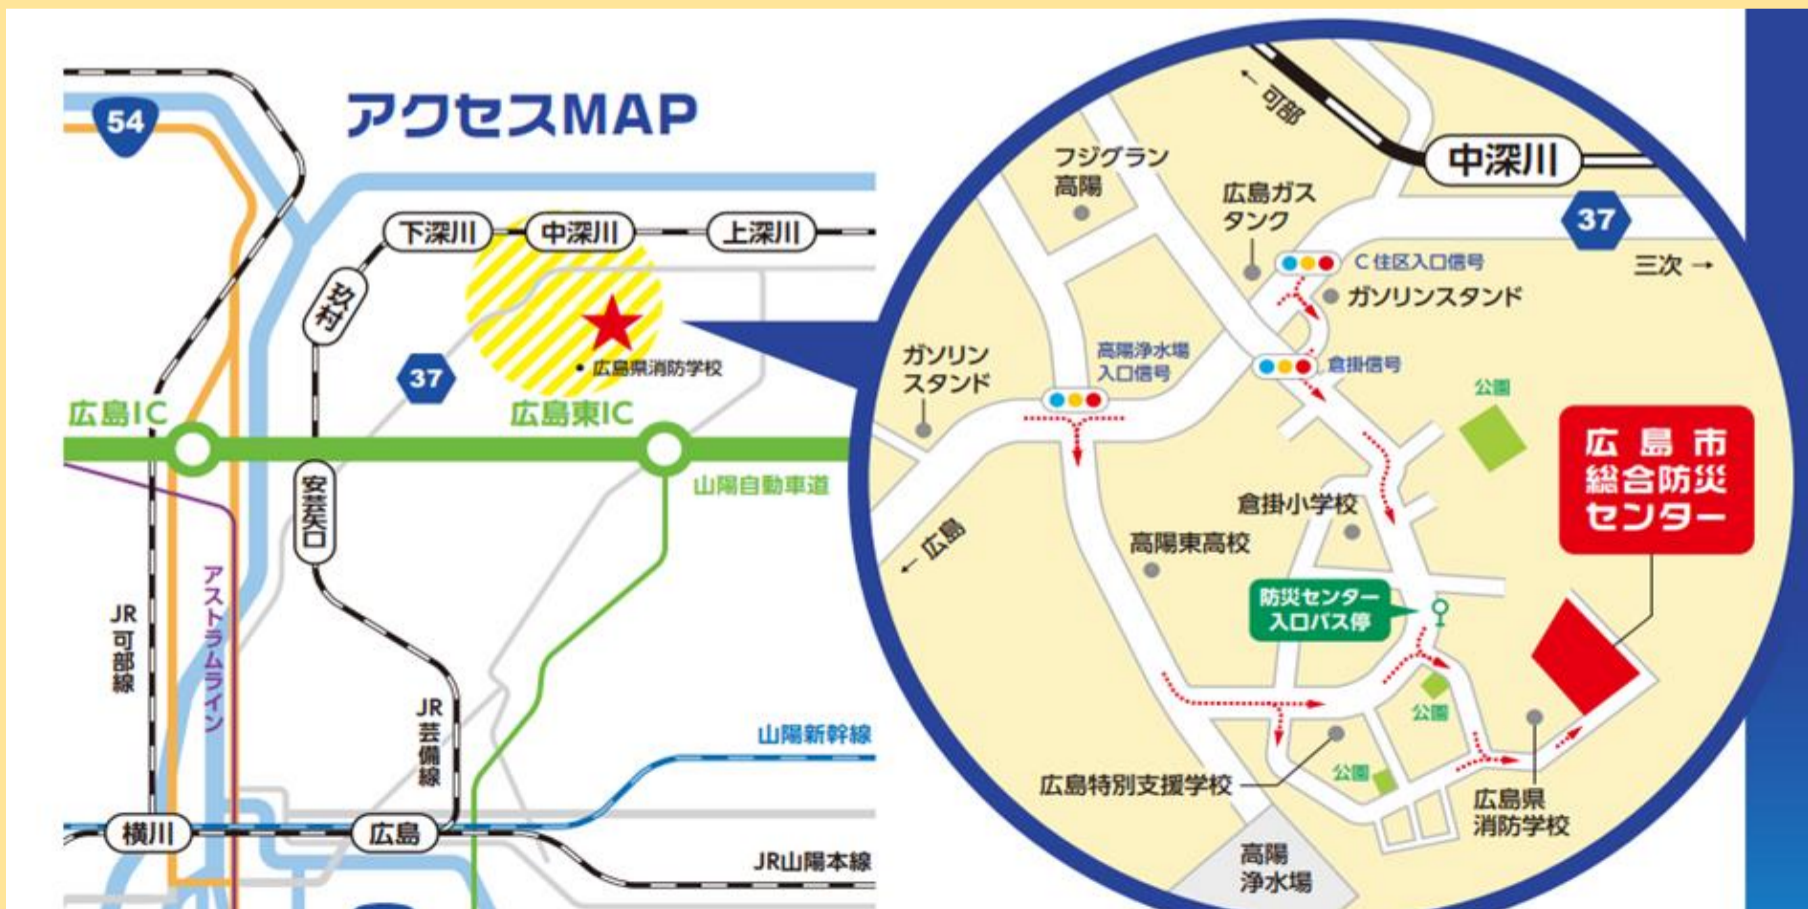 アクセスMAP
54
下深川
中深川
上深川
玖村
37
広島県消防学校
広島IC
広島東IC
山陽自動車道
安芸矢口
アストラムライン
JR可部線
JR芸備線
山陽新幹線
横川
広島
JR山陽本線
← 可部
中深川
フジグラン
高陽
広島ガス
タンク
37
C住区入口信号
三次 →
ガソリンスタンド
ガソリン
スタンド
高陽浄水場
入口信号
倉掛信号
公園
広島市
総合防災
センター
倉掛小学校
← 広島
高陽東高校
防災センター
入口バス停
公園
広島特別支援学校
公園
広島県
消防学校
高陽
浄水場